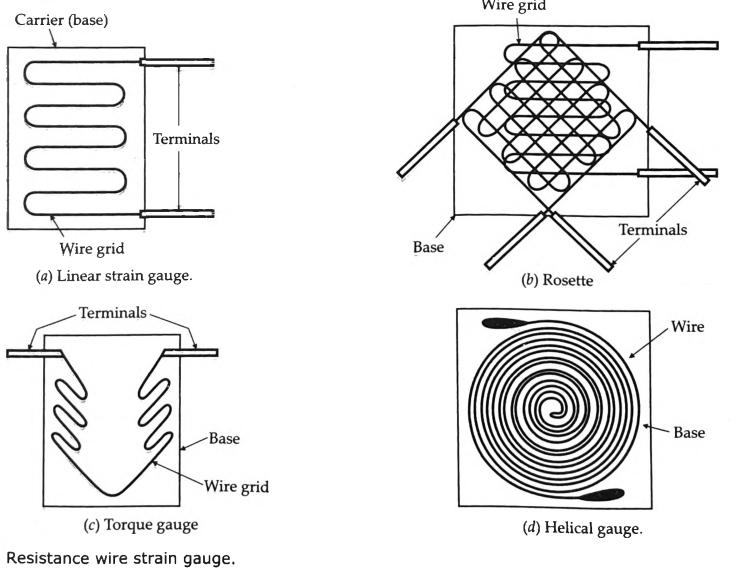 Carrier (base)
Terminals
Wire grid
(a) Linear strain gauge.
Wire grid
Base
Terminals
(b) Rosette
Terminals
Base
Wire grid
(c) Torque gauge
Wire
Base
(d) Helical gauge.
Resistance wire strain gauge.